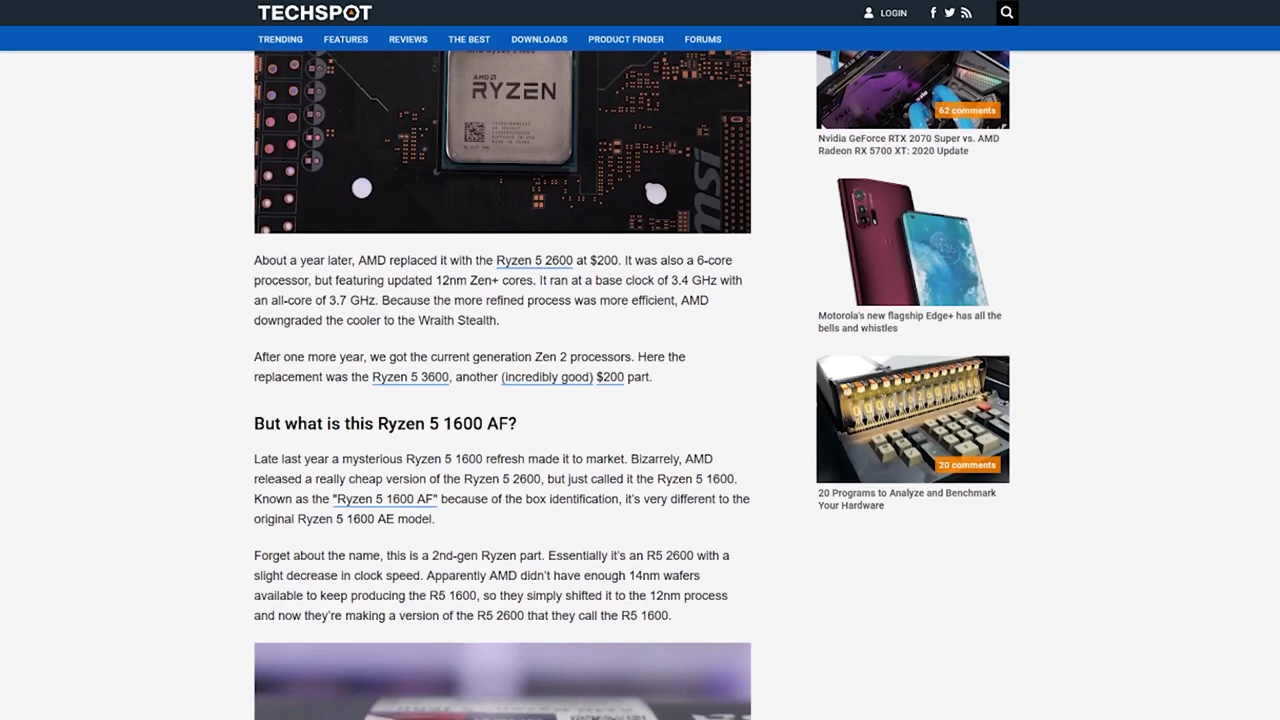 TECHSPOT
LOGIN
TRENDING FEATURES REVIEWS THE BEST DOWNLOADS PRODUCT FINDER FORUMS
AMD
RYZEN
msi
62 comments
Nvidia GeForce RTX 2070 Super vs. AMD
Radeon RX 5700 XT: 2020 Update
About a year later, AMD replaced it with the Ryzen 5 2600 at $200. It was also a 6-core
processor, but featuring updated 12nm Zen+ cores. It ran at a base clock of 3.4 GHz with
an all-core of 3.7 GHz. Because the more refined process was more efficient, AMD
downgraded the cooler to the Wraith Stealth.
After one more year, we got the current generation Zen 2 processors. Here the
replacement was the Ryzen 5 3600, another (incredibly good) $200 part.
But what is this Ryzen 5 1600 AF?
Late last year a mysterious Ryzen 5 1600 refresh made it to market. Bizarrely, AMD
released a really cheap version of the Ryzen 5 2600, but just called it the Ryzen 5 1600.
Known as the "Ryzen 5 1600 AF" because of the box identification, it's very different to the
original Ryzen 5 1600 AE model.
Forget about the name, this is a 2nd-gen Ryzen part. Essentially it's an R5 2600 with a
slight decrease in clock speed. Apparently AMD didn't have enough 14nm wafers
available to keep producing the R5 1600, so they simply shifted it to the 12nm process
and now they're making a version of the R5 2600 that they call the R5 1600.
Motorola's new flagship Edge+ has all the
bells and whistles
20 comments
20 Programs to Analyze and Benchmark
Your Hardware